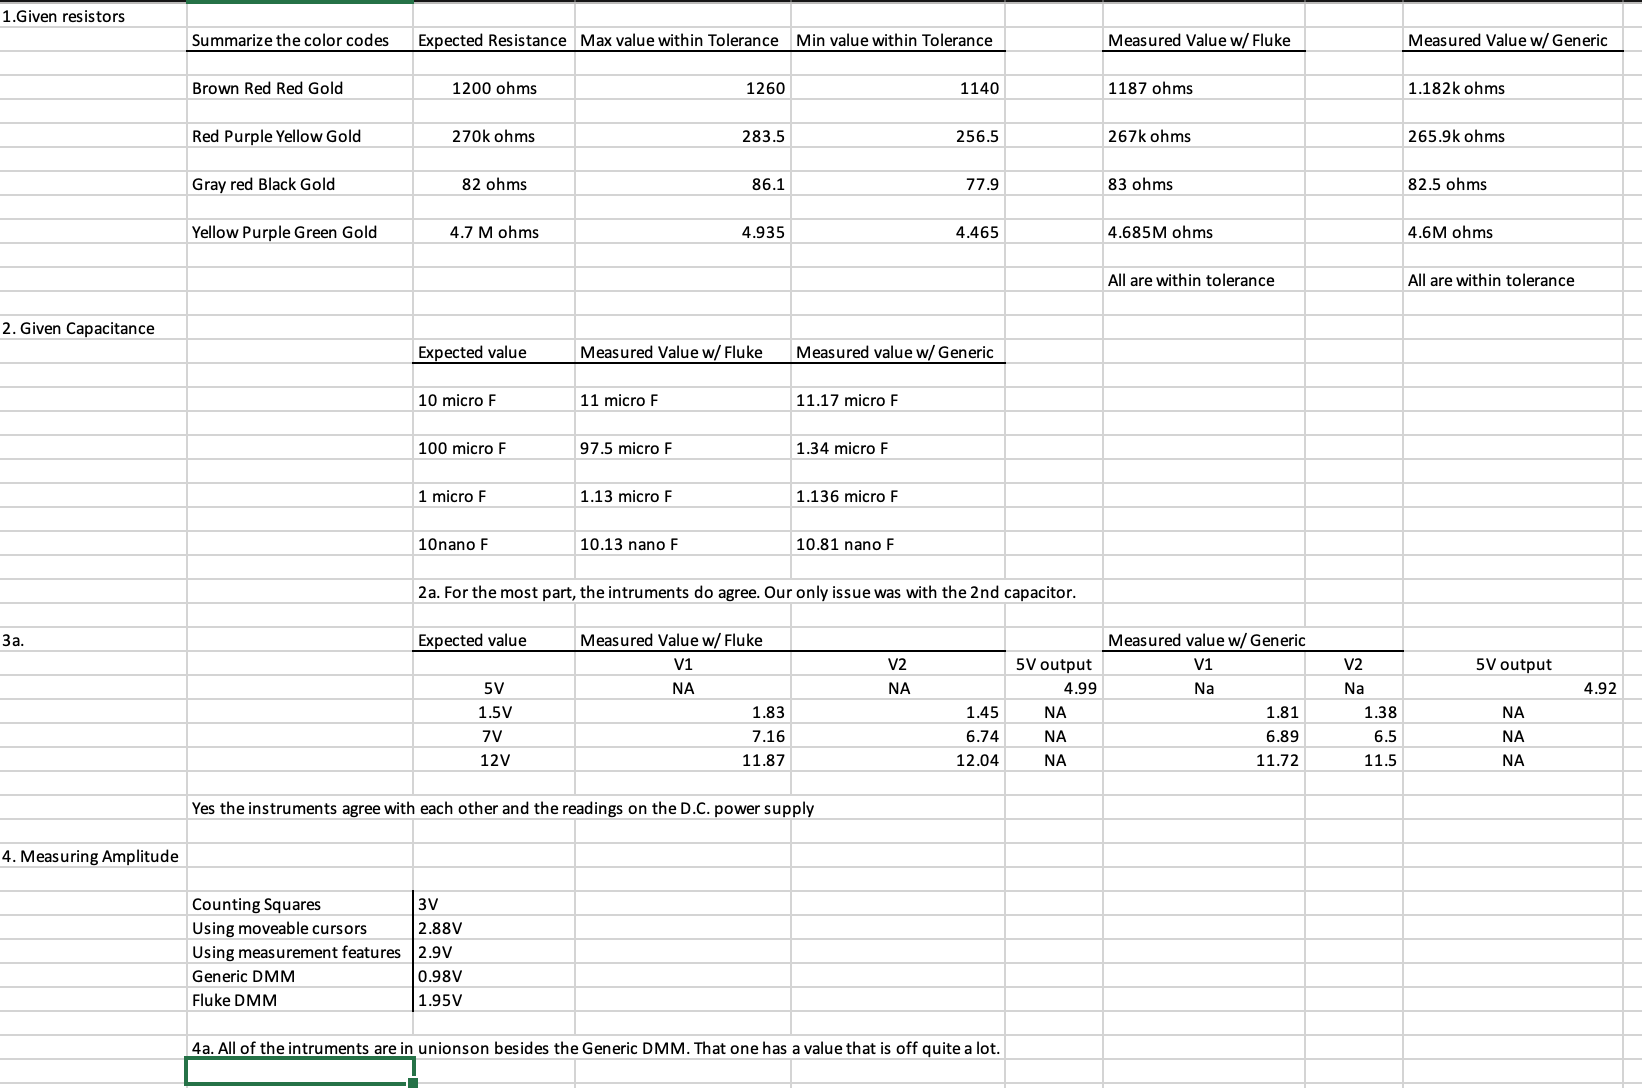 1.Given resistors
Summarize the color codes Expected Resistance Max value within Tolerance Min value within Tolerance Measured Value w/ Fluke Measured Value w/ Generic
Brown Red Red Gold 1200 ohms 1260 1140 1187 ohms 1.182k ohms
Red Purple Yellow Gold 270k ohms 283.5 256.5 267k ohms 265.9k ohms
Gray red Black Gold 82 ohms 86.1 77.9 83 ohms 82.5 ohms
Yellow Purple Green Gold 4.7 M ohms 4.935 4.465 4.685M ohms 4.6M ohms
All are within tolerance All are within tolerance
2. Given Capacitance
Expected value Measured Value w/ Fluke Measured value w/ Generic
10 micro F 11 micro F 11.17 micro F
100 micro F 97.5 micro F 1.34 micro F
1 micro F 1.13 micro F 1.136 micro F
10nano F 10.13 nano F 10.81 nano F
2a. For the most part, the intruments do agree. Our only issue was with the 2nd capacitor.
3a. Expected value Measured Value w/ Fluke Measured value w/ Generic
V1 V2 5V output V1 V2 5V output
5V NA NA 4.99 Na Na 4.92
1.5V 1.83 1.45 NA 1.81 1.38 NA
7V 7.16 6.74 NA 6.89 6.5 NA
12V 11.87 12.04 NA 11.72 11.5 NA
Yes the instruments agree with each other and the readings on the D.C. power supply
4. Measuring Amplitude
Counting Squares 3V
Using moveable cursors 2.88V
Using measurement features 2.9V
Generic DMM 0.98V
Fluke DMM 1.95V
4a. All of the intruments are in unionson besides the Generic DMM. That one has a value that is off quite a lot.